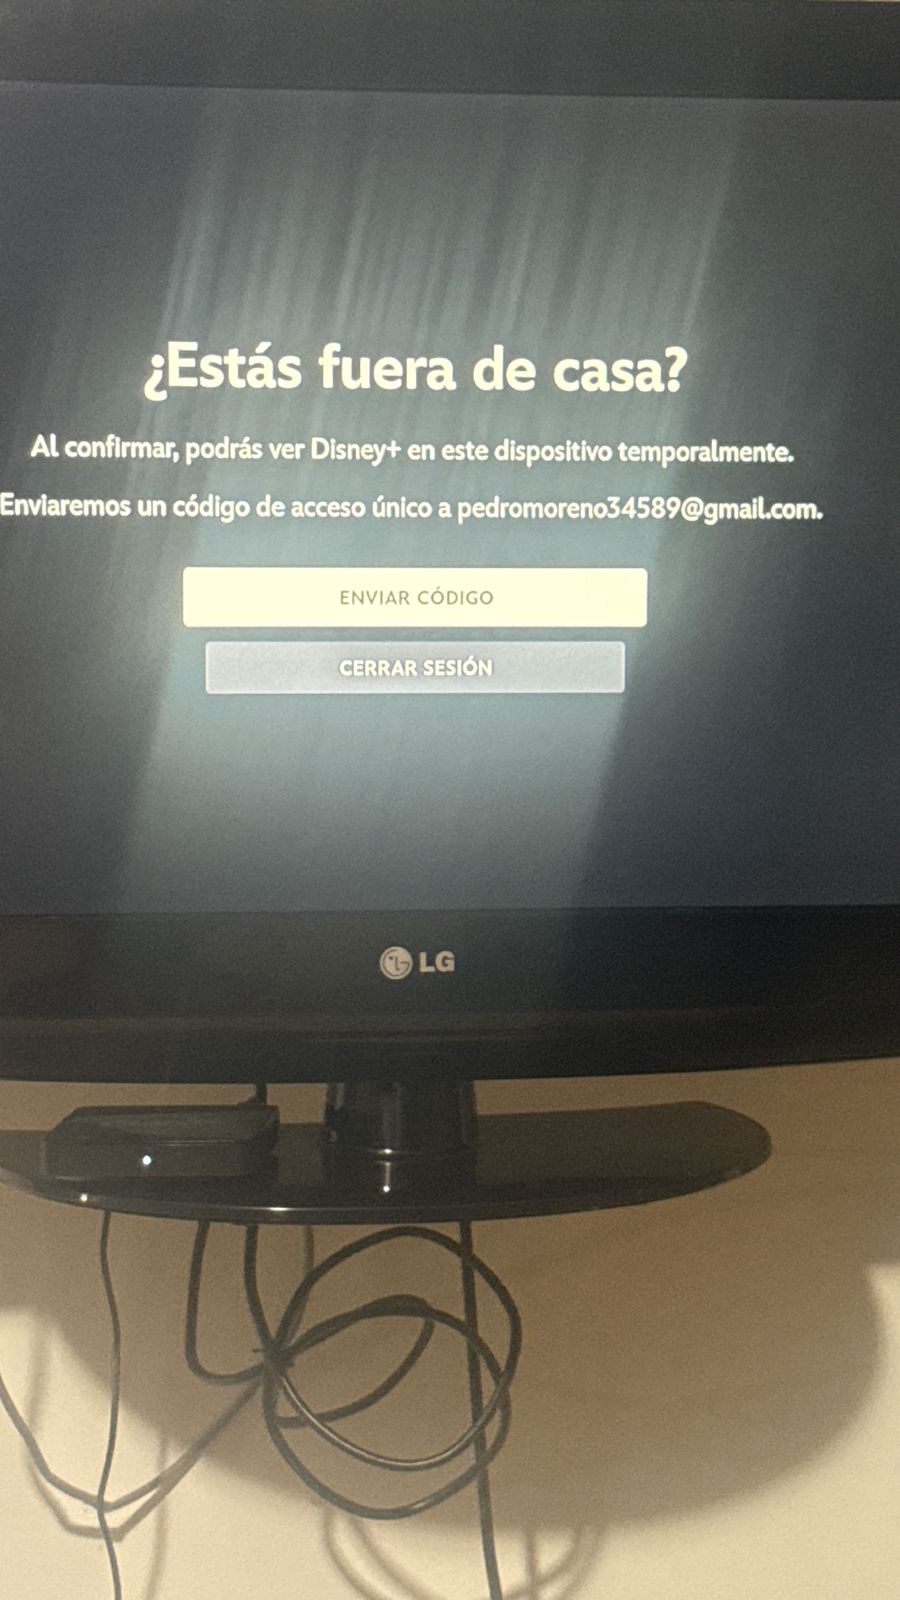 ¿Estás fuera de casa?
Al confirmar, podrás ver Disney+ en este dispositivo temporalmente.
Enviaremos un código de acceso único a pedromoreno34589@gmail.com.
ENVIAR CÓDIGO
CERRAR SESIÓN
LG